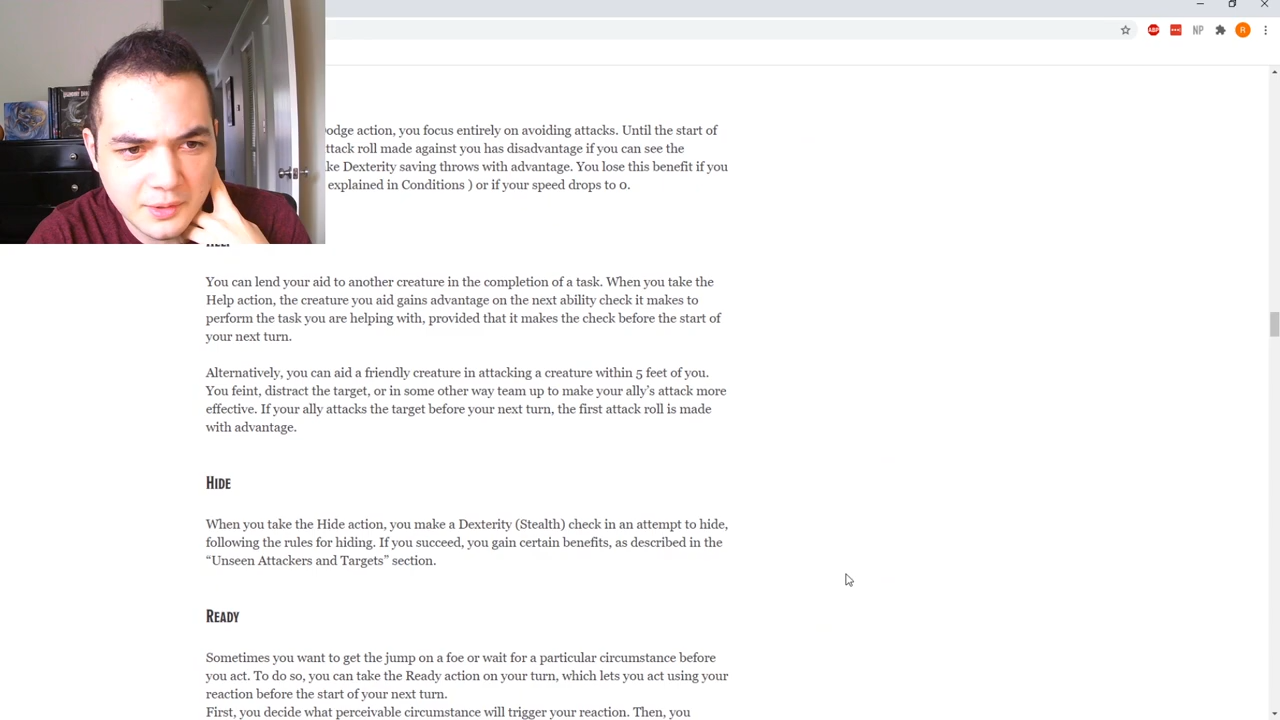 ABP
NP
R
odge action, you focus entirely on avoiding attacks. Until the start of
ttack roll made against you has disadvantage if you can see the
ke Dexterity saving throws with advantage. You lose this benefit if you
explained in Conditions ) or if your speed drops to 0.
You can lend your aid to another creature in the completion of a task. When you take the
Help action, the creature you aid gains advantage on the next ability check it makes to
perform the task you are helping with, provided that it makes the check before the start of
your next turn.
Alternatively, you can aid a friendly creature in attacking a creature within 5 feet of you.
You feint, distract the target, or in some other way team up to make your ally’s attack more
effective. If your ally attacks the target before your next turn, the first attack roll is made
with advantage.
HIDE
When you take the Hide action, you make a Dexterity (Stealth) check in an attempt to hide,
following the rules for hiding. If you succeed, you gain certain benefits, as described in the
“Unseen Attackers and Targets” section.
READY
Sometimes you want to get the jump on a foe or wait for a particular circumstance before
you act. To do so, you can take the Ready action on your turn, which lets you act using your
reaction before the start of your next turn.
First, you decide what perceivable circumstance will trigger your reaction. Then, you